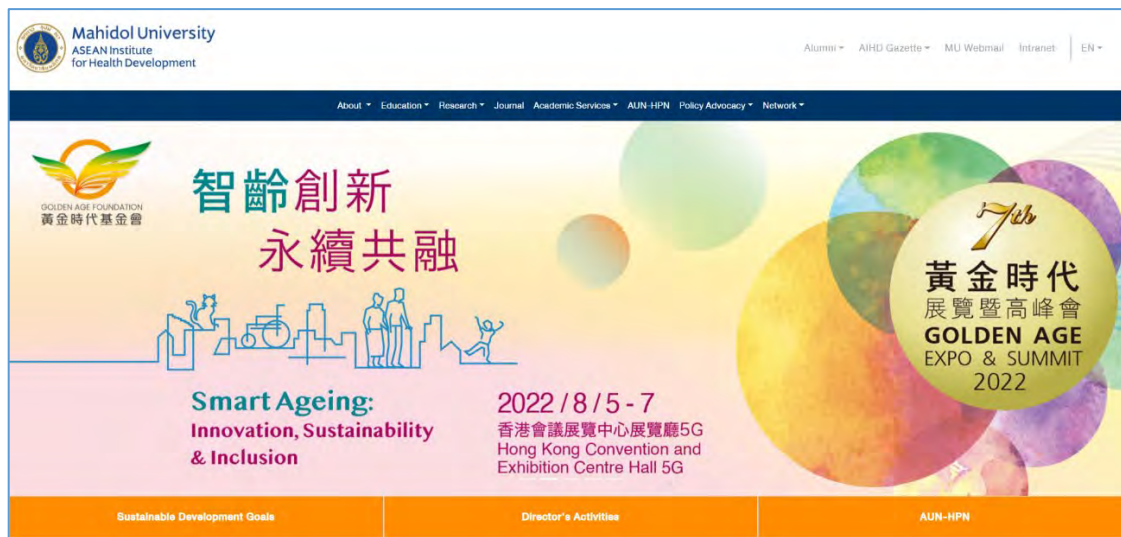 Mahidol University
ASEAN Institute
for Health Development
Alumni AIHD Gazette MU Webmail Intranet EN
About Education Research Journal Academic Services AUN-HPN Policy Advocacy Network
GOLDEN AGE FOUNDATION
黃金時代基金會
智齡創新
永續共融
Smart Ageing:
Innovation, Sustainability
& Inclusion
2022 / 8 / 5 - 7
香港會議展覽中心展覽廳5G
Hong Kong Convention and
Exhibition Centre Hall 5G
7th
黃金時代
展覽暨高峰會
GOLDEN AGE
EXPO & SUMMIT
2022
Sustainable Development Goals
Director's Activities
AUN-HPN